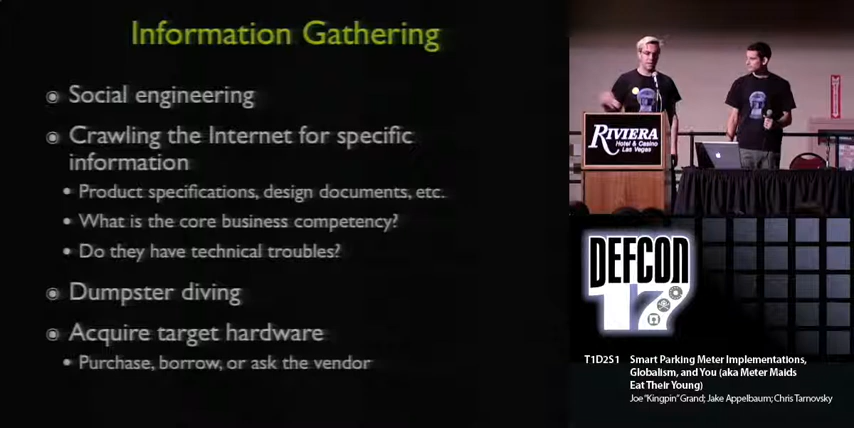 Information Gathering
Social engineering
Crawling the Internet for specific
information
Product specifications, design documents, etc.
What is the core business competency?
Do they have technical troubles?
Dumpster diving
Acquire target hardware
Purchase, borrow, or ask the vendor
RIVIERA
Hotel & Casino
Las Vegas
DEFCON
17
T1D2S1 Smart Parking Meter Implementations,
Globalism, and You (aka Meter Maids
Eat Their Young)
Joe "Kingpin" Grand; Jake Appelbaum; Chris Tarnovsky